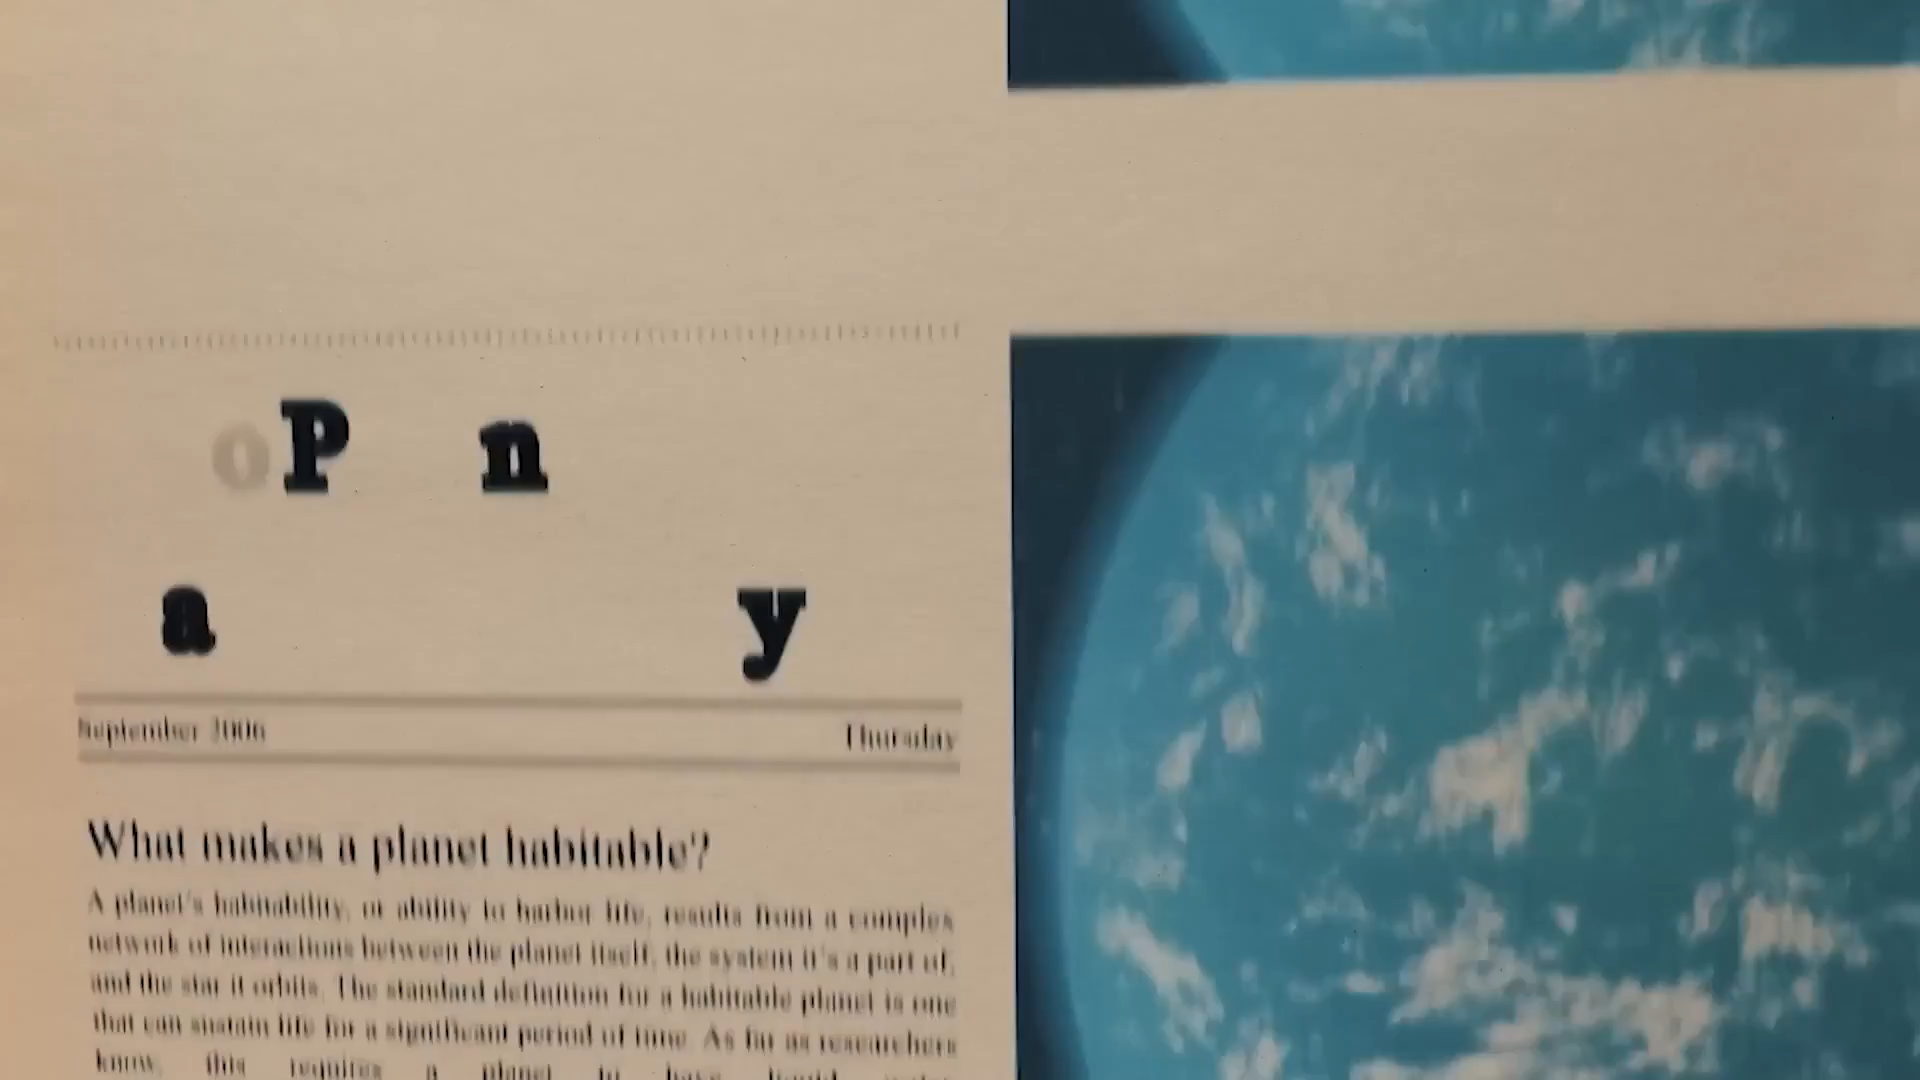 oP n
a y
September 2006 Thursday
What makes a planet habitable?
A planet's habitability, or ability to harbor life, results from a complex
network of interactions between the planet itself, the system it's a part of,
and the star it orbits. The standard definition for a habitable planet is one
that can sustain life for a significant period of time. As far as researchers
know, this requires a planet to have liquid water.